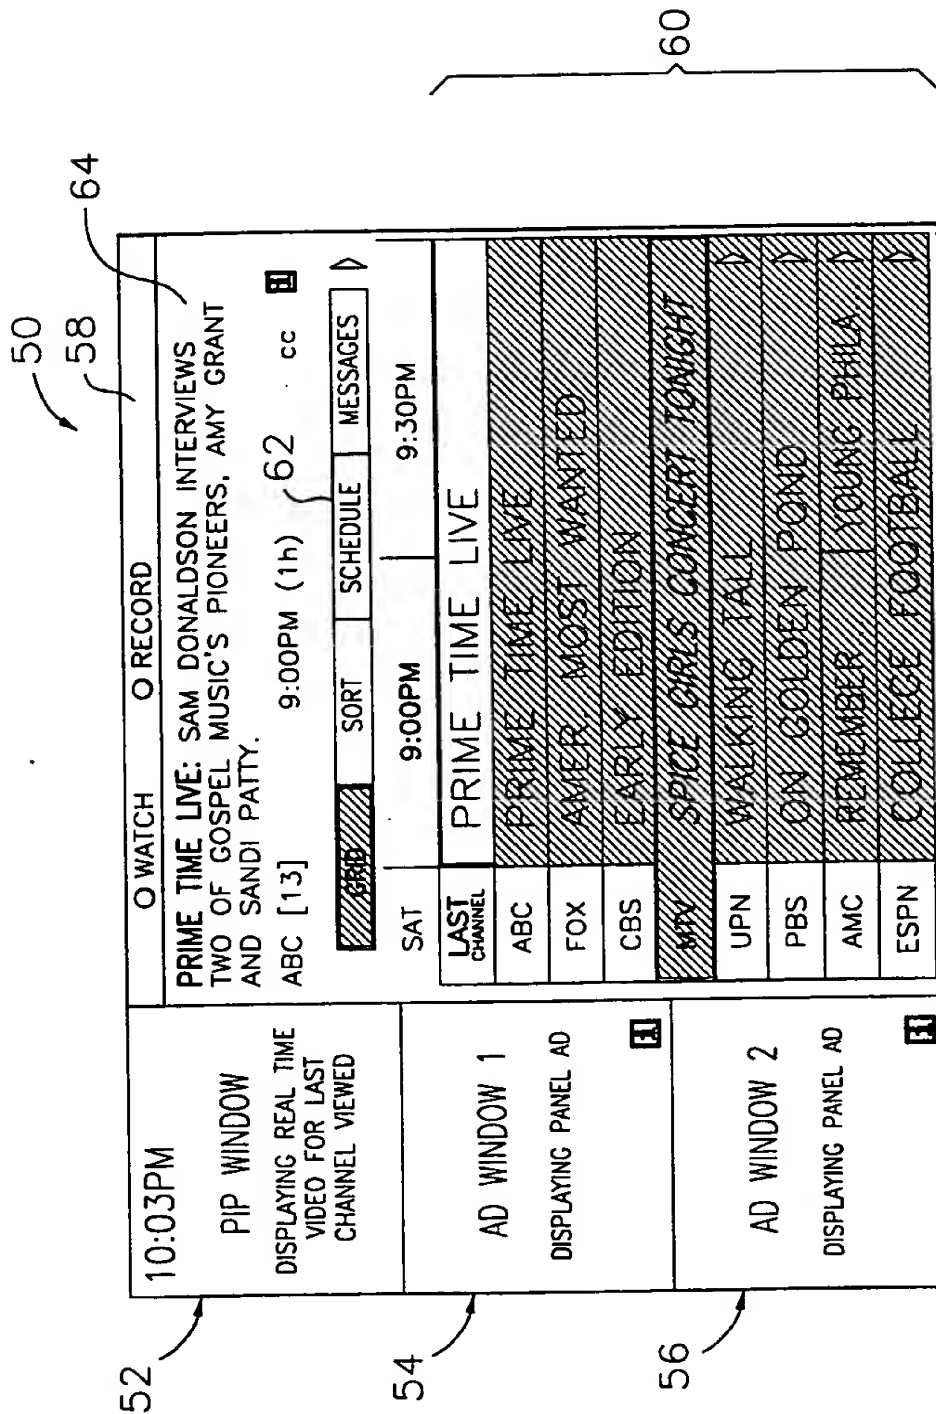 50
58
64
52
54
56
60
62
10:03PM
PIP WINDOW
DISPLAYING REAL TIME
VIDEO FOR LAST
CHANNEL VIEWED
AD WINDOW 1
DISPLAYING PANEL AD
i
AD WINDOW 2
DISPLAYING PANEL AD
i
O WATCH O RECORD
PRIME TIME LIVE: SAM DONALDSON INTERVIEWS
TWO OF GOSPEL MUSIC'S PIONEERS, AMY GRANT
AND SANDI PATTY.
ABC [13] 9:00PM (1h) cc i
GRID SORT SCHEDULE MESSAGES
SAT 9:00PM 9:30PM
LAST CHANNEL PRIME TIME LIVE
ABC PRIME TIME LIVE
FOX AMER. MOST WANTED
CBS EARLY EDITION
MTV SPICE GIRLS CONCERT TONIGHT
UPN WALKING TALL
PBS ON GOLDEN POND
AMC REMEMBER... YOUNG PHILA...
ESPN COLLEGE FOOTBALL